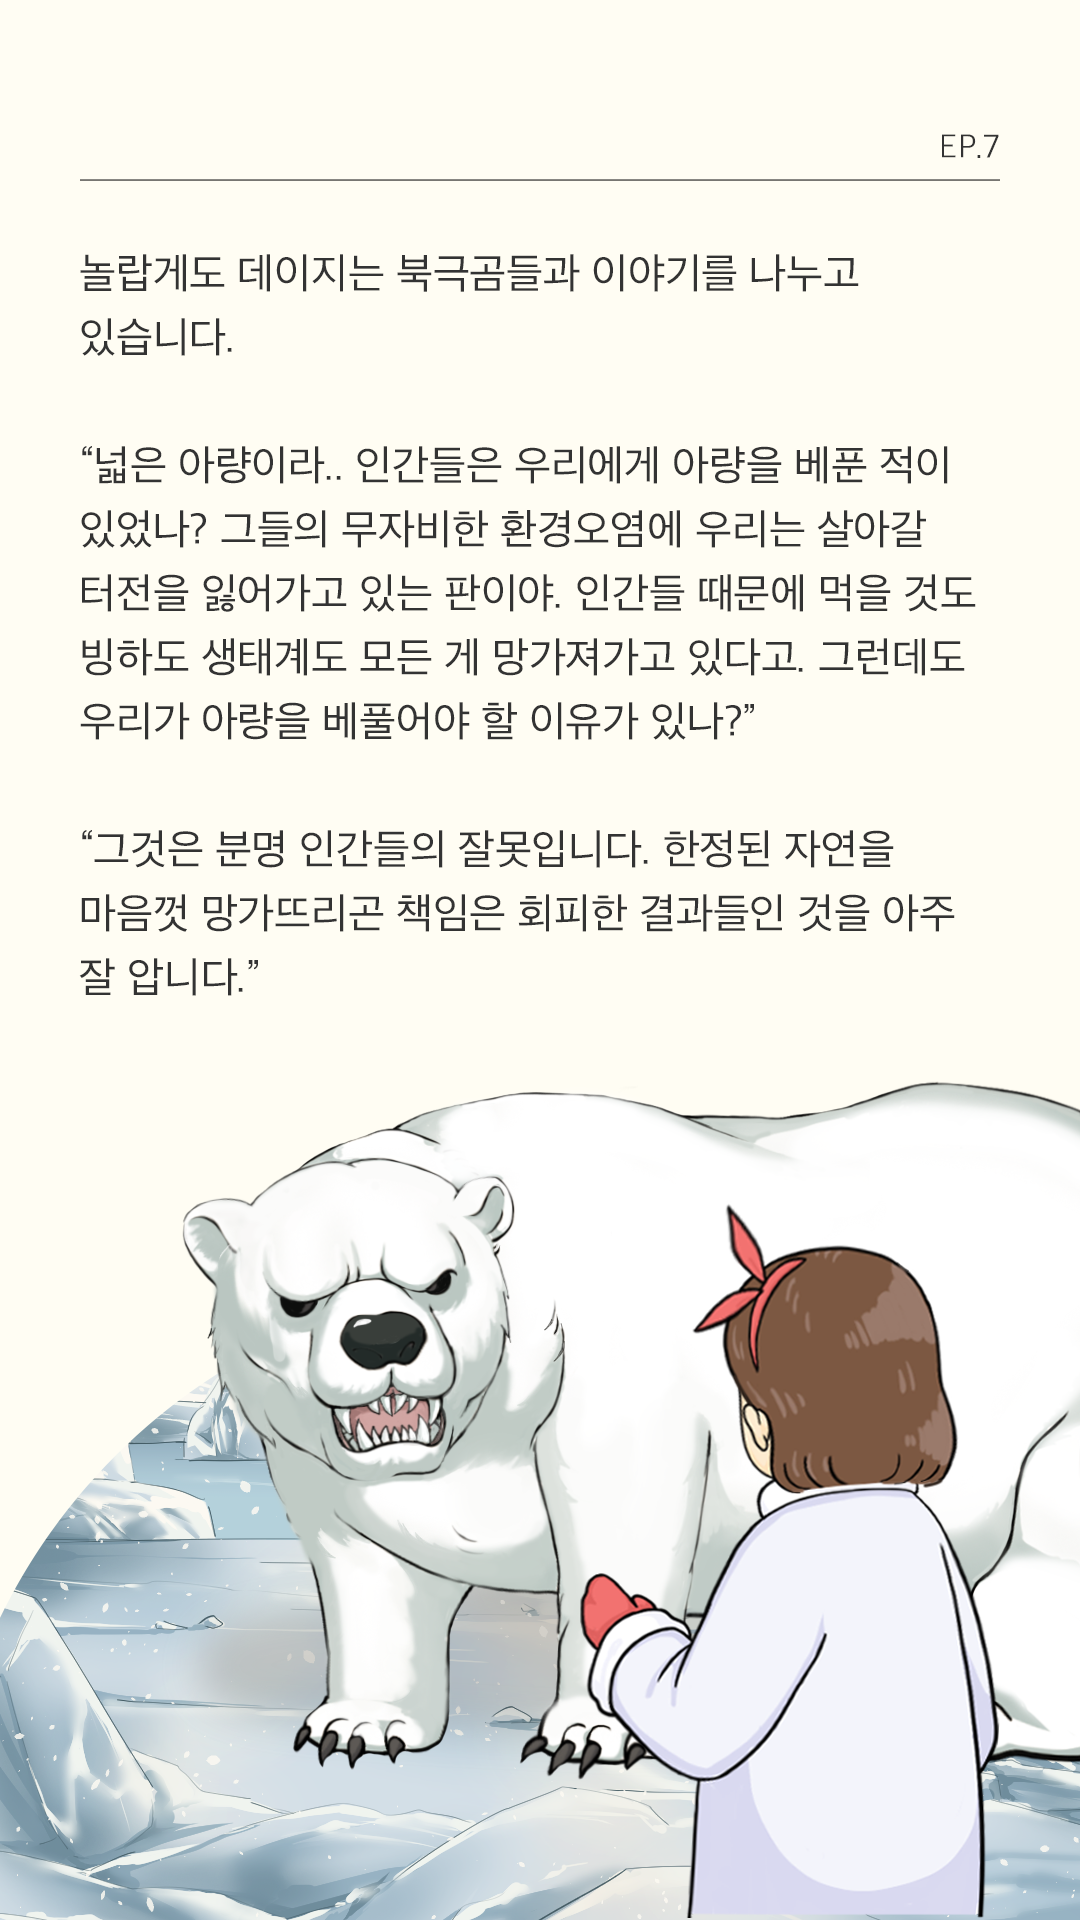 EP.7
놀랍게도 데이지는 북극곰들과 이야기를 나누고
있습니다.
“넓은 아량이라.. 인간들은 우리에게 아량을 베푼 적이
있었나? 그들의 무자비한 환경오염에 우리는 살아갈
터전을 잃어가고 있는 판이야. 인간들 때문에 먹을 것도
빙하도 생태계도 모든 게 망가져가고 있다고. 그런데도
우리가 아량을 베풀어야 할 이유가 있나?”
“그것은 분명 인간들의 잘못입니다. 한정된 자연을
마음껏 망가뜨리곤 책임은 회피한 결과들인 것을 아주
잘 압니다.”